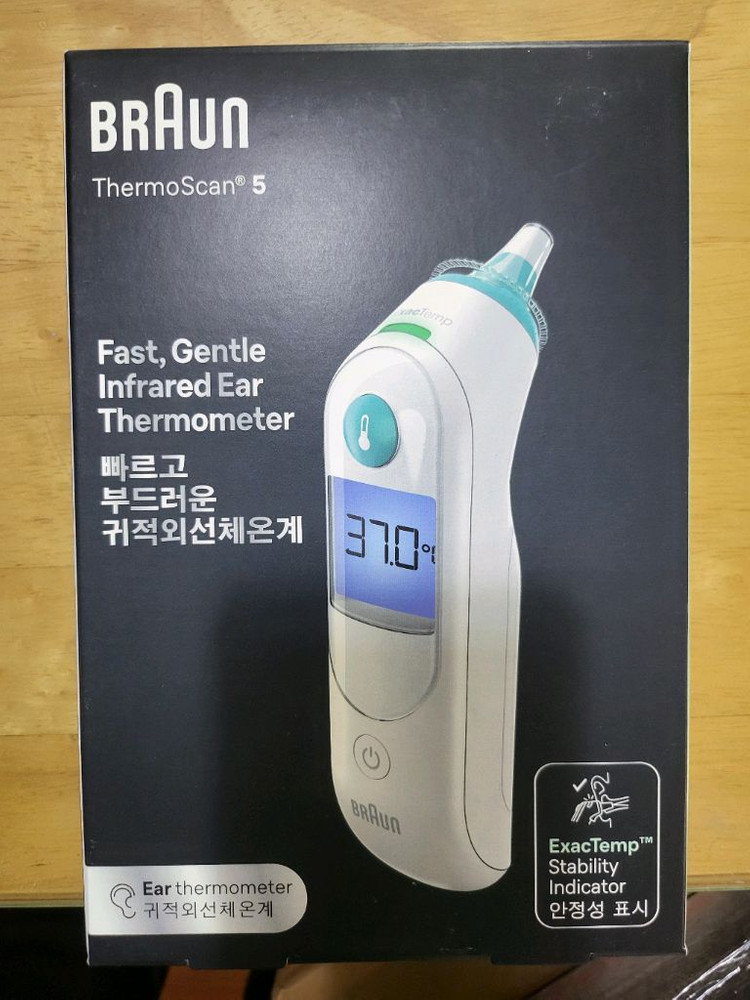 BRAUN
ThermoScan® 5
ExacTemp
Fast, Gentle
Infrared Ear
Thermometer
빠르고
부드러운
귀적외선체온계
37.0°
BRAUN
ExacTemp™
Stability
Indicator
안정성 표시
Ear thermometer
귀적외선체온계